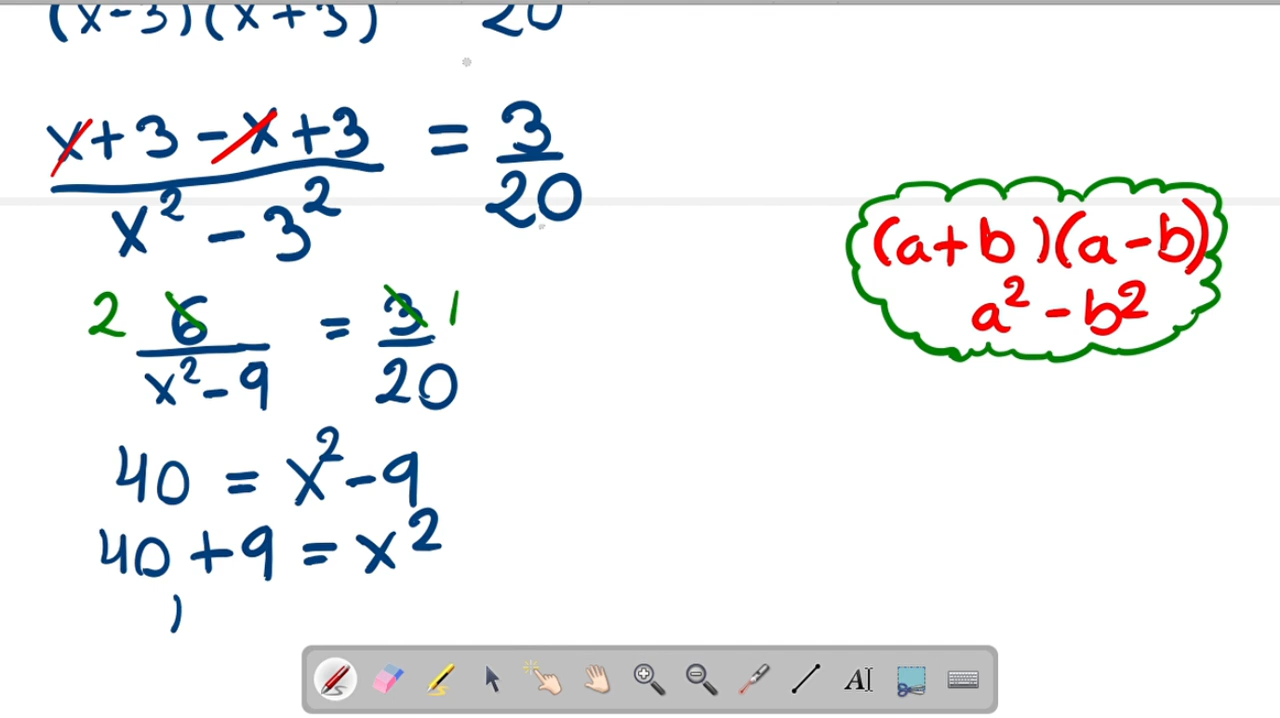 (x-3)(x+3) 20
x+3-x+3 = 3
x² - 3² 20
2 6 = 3 1
x²-9 20
40 = x²-9
40+9 = x²
(a+b)(a-b)
a²-b²
AI